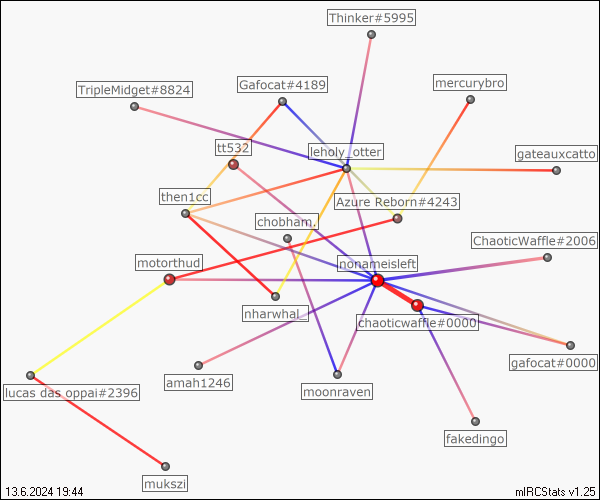 Thinker#5995
TripleMidget#8824
Gafocat#4189
mercurybro
tt532
leholy_otter
gateauxcatto
then1cc
Azure Reborn#4243
chobham.
ChaoticWaffle#2006
motorthud
nonameisleft
nharwhal_
chaoticwaffle#0000
gafocat#0000
lucas das oppai#2396
amah1246
moonraven
fakedingo
mukszi
13.6.2024 19:44
mIRCStats v1.25